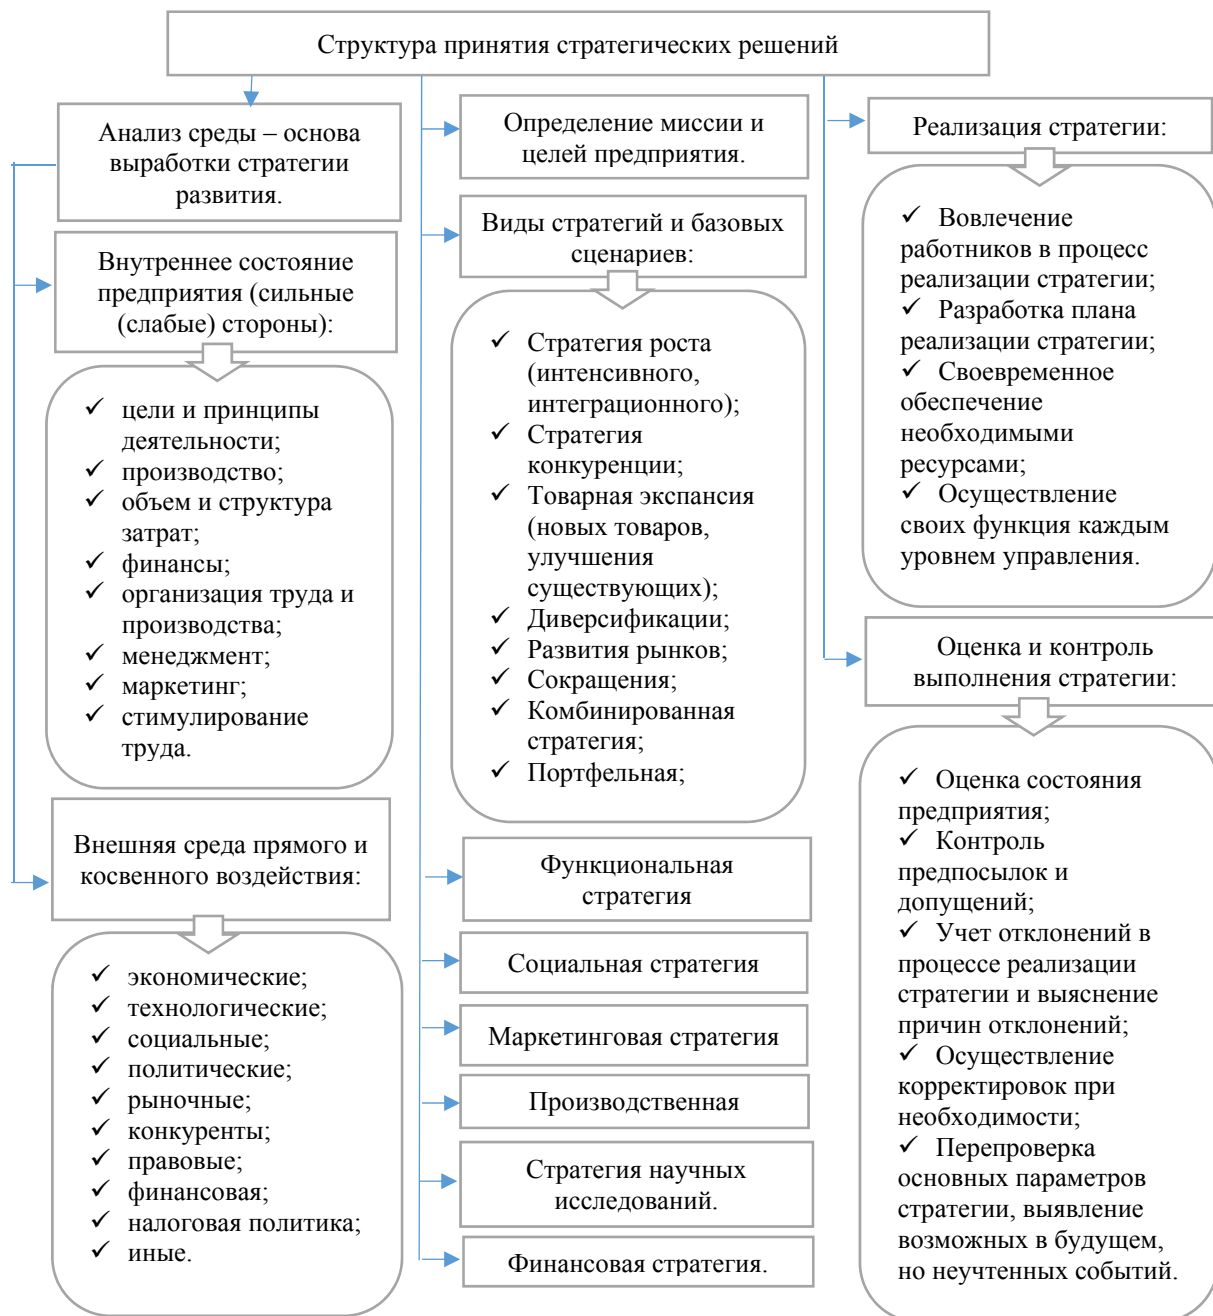 Структура принятия стратегических решений
Анализ среды – основа
выработки стратегии
развития.
Внутреннее состояние
предприятия (сильные
(слабые) стороны):
✓ цели и принципы
деятельности;
✓ производство;
✓ объем и структура
затрат;
✓ финансы;
✓ организация труда и
производства;
✓ менеджмент;
✓ маркетинг;
✓ стимулирование
труда.
Внешняя среда прямого и
косвенного воздействия:
✓ экономические;
✓ технологические;
✓ социальные;
✓ политические;
✓ рыночные;
✓ конкуренты;
✓ правовые;
✓ финансовая;
✓ налоговая политика;
✓ иные.
Определение миссии и
целей предприятия.
Виды стратегий и базовых
сценариев:
✓ Стратегия роста
(интенсивного,
интеграционного);
✓ Стратегия
конкуренции;
✓ Товарная экспансия
(новых товаров,
улучшения
существующих);
✓ Диверсификации;
✓ Развития рынков;
✓ Сокращения;
✓ Комбинированная
стратегия;
✓ Портфельная;
Функциональная
стратегия
Социальная стратегия
Маркетинговая стратегия
Производственная
Стратегия научных
исследований.
Финансовая стратегия.
Реализация стратегии:
✓ Вовлечение
работников в процесс
реализации стратегии;
✓ Разработка плана
реализации стратегии;
✓ Своевременное
обеспечение
необходимыми
ресурсами;
✓ Осуществление
своих функция каждым
уровнем управления.
Оценка и контроль
выполнения стратегии:
✓ Оценка состояния
предприятия;
✓ Контроль
предпосылок и
допущений;
✓ Учет отклонений в
процессе реализации
стратегии и выяснение
причин отклонений;
✓ Осуществление
корректировок при
необходимости;
✓ Перепроверка
основных параметров
стратегии, выявление
возможных в будущем,
но неучтенных событий.